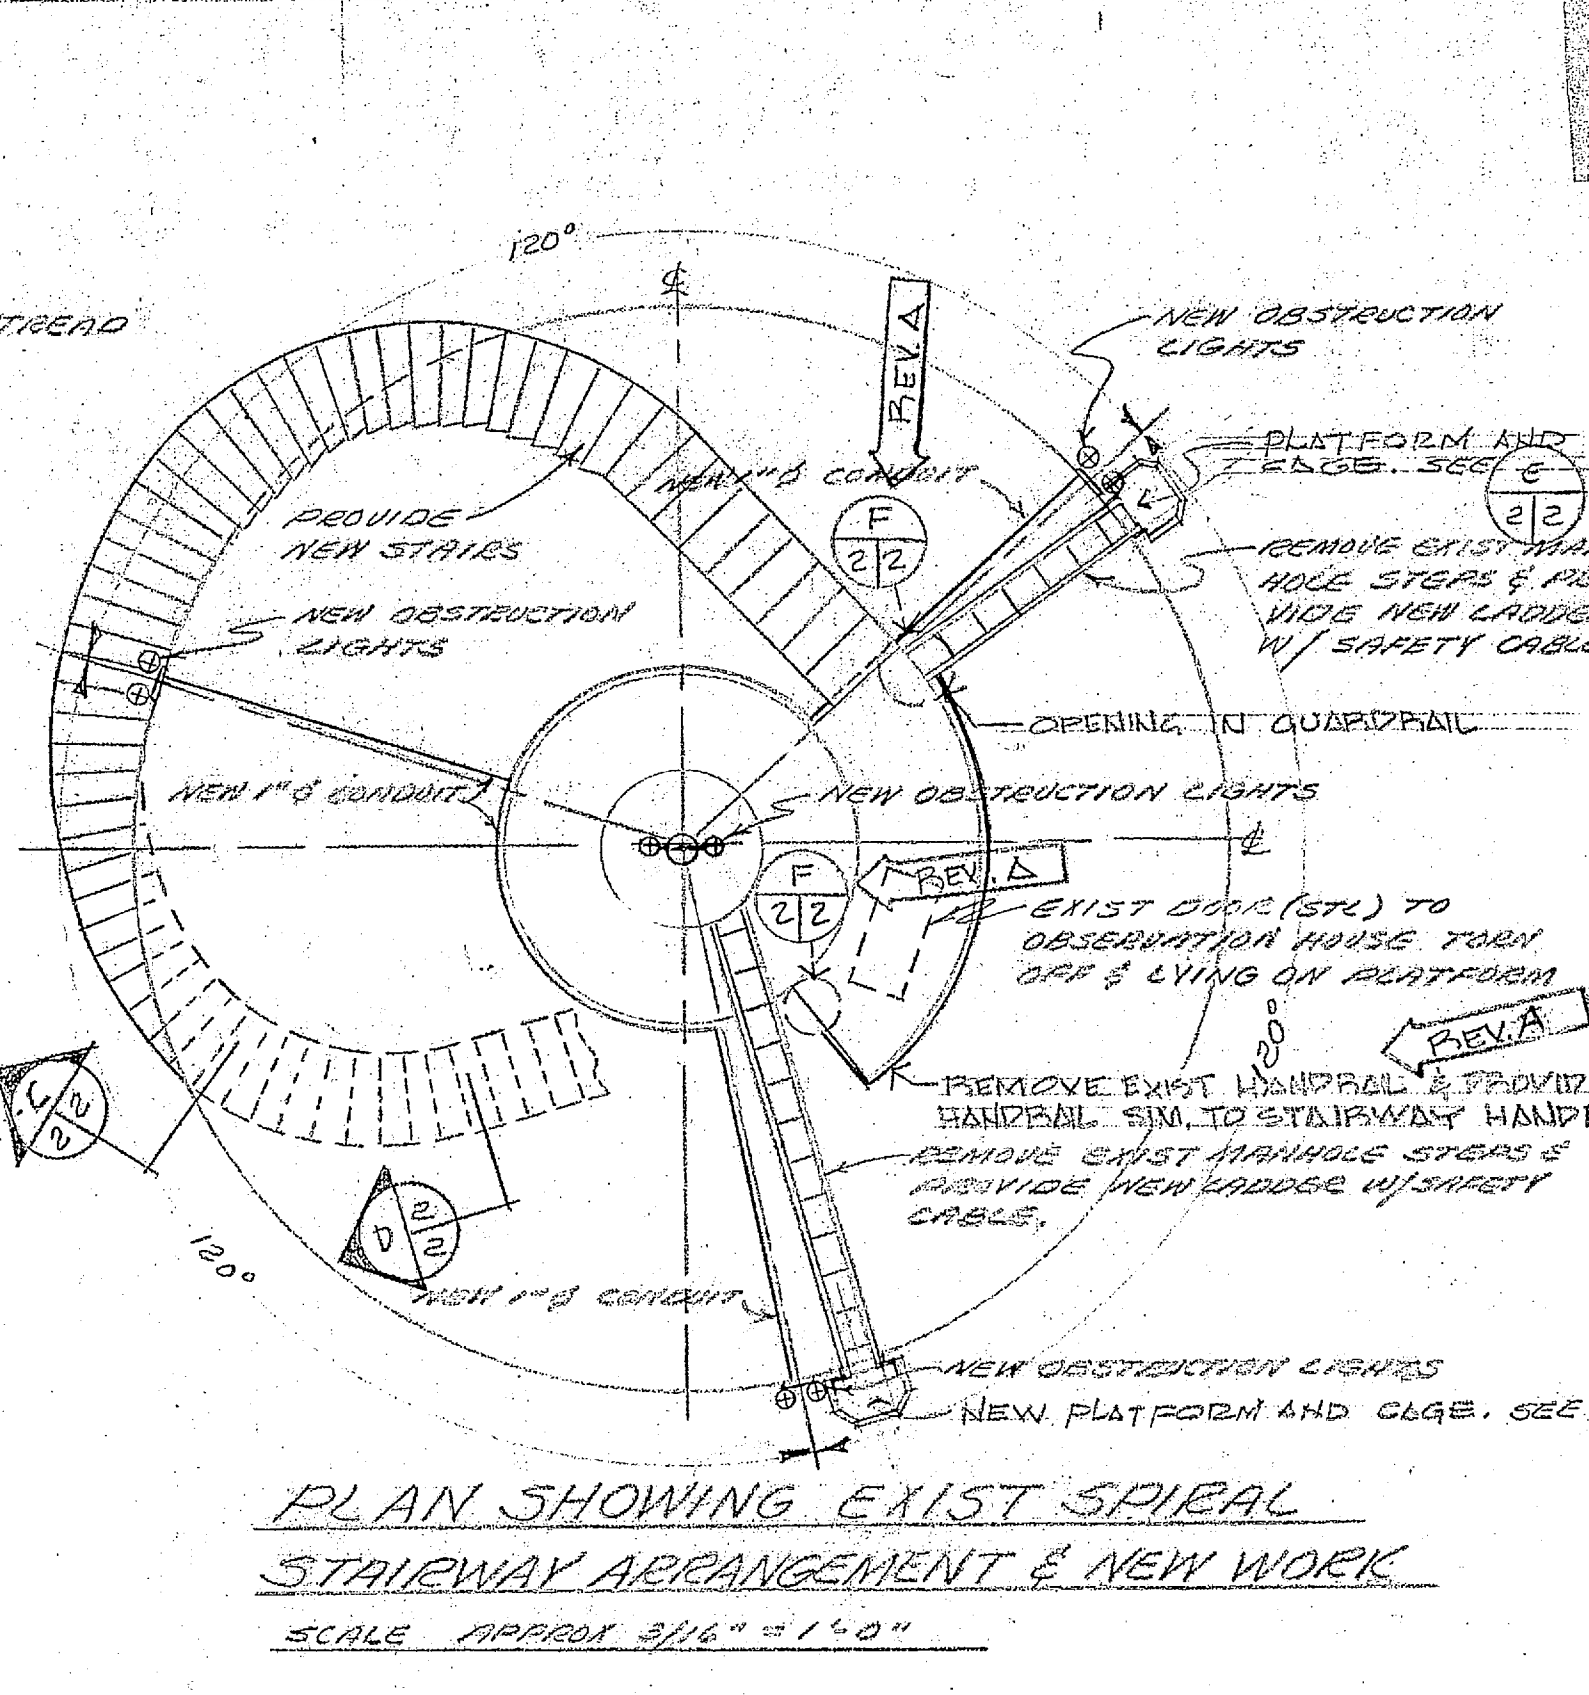 120°
℄
TREAD
REV. A
NEW OBSTRUCTION
LIGHTS
PLATFORM AND
CAGE. SEE
E
2 2
NEW 1"ø CONDUIT
F
2 2
PROVIDE
NEW STAIRS
REMOVE EXIST MAN
HOLE STEPS & PRO
VIDE NEW LADDE
W/ SAFETY CABLE
NEW OBSTRUCTION
LIGHTS
OPENING IN GUARDRAIL
NEW 1"ø CONDUIT
NEW OBSTRUCTION LIGHTS
℄
F
2 2
REV. A
EXIST DOOR (STL) TO
OBSERVATION HOUSE TORN
OFF & LYING ON PLATFORM
120°
REV. A
REMOVE EXIST HANDRAIL & PROVID
HANDRAIL SIM. TO STAIRWAY HANDR
REMOVE EXIST MANHOLE STEPS &
PROVIDE NEW LADDER W/SAFETY
CABLE.
C
2
2
D
2
2
120°
NEW 1"ø CONDUIT
NEW OBSTRUCTION LIGHTS
NEW PLATFORM AND CAGE. SEE
PLAN SHOWING EXIST SPIRAL
STAIRWAY ARRANGEMENT & NEW WORK
SCALE APPROX 3/16" = 1'-0"